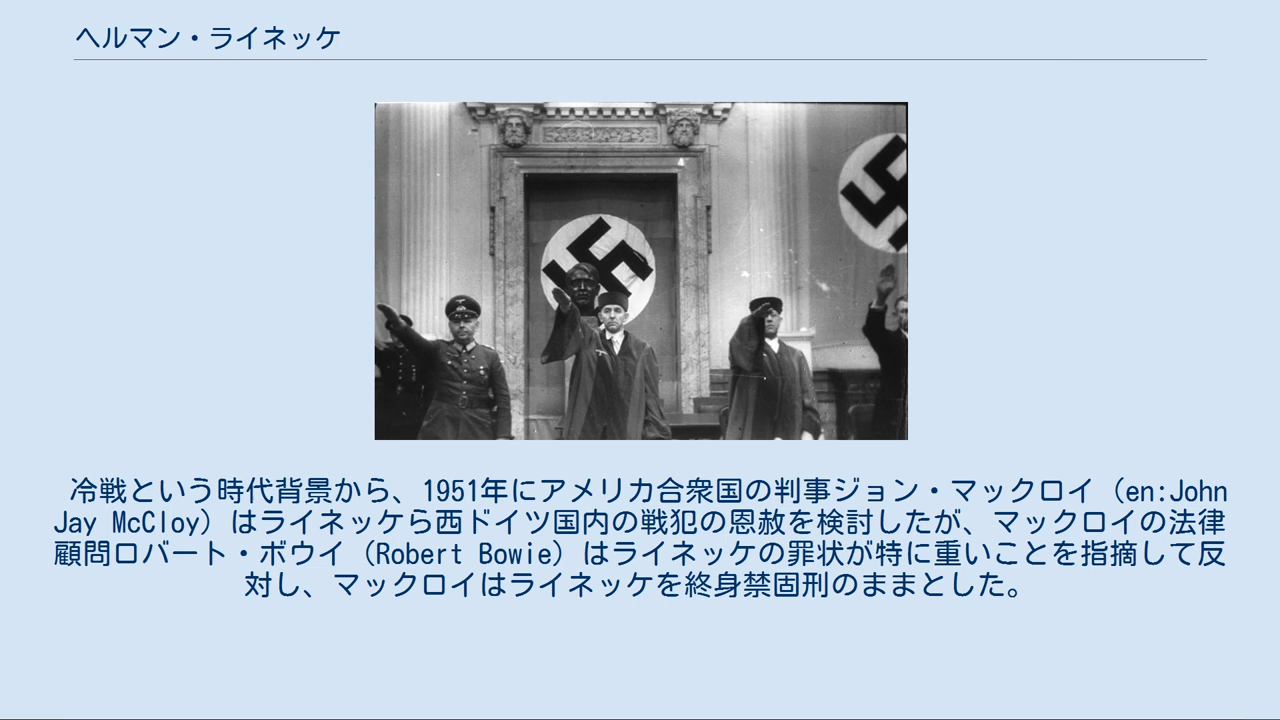 ヘルマン・ライネッケ
冷戦という時代背景から、1951年にアメリカ合衆国の判事ジョン・マックロイ（en:John
Jay McCloy）はライネッケら西ドイツ国内の戦犯の恩赦を検討したが、マックロイの法律
顧問ロバート・ボウイ（Robert Bowie）はライネッケの罪状が特に重いことを指摘して反
対し、マックロイはライネッケを終身禁固刑のままとした。